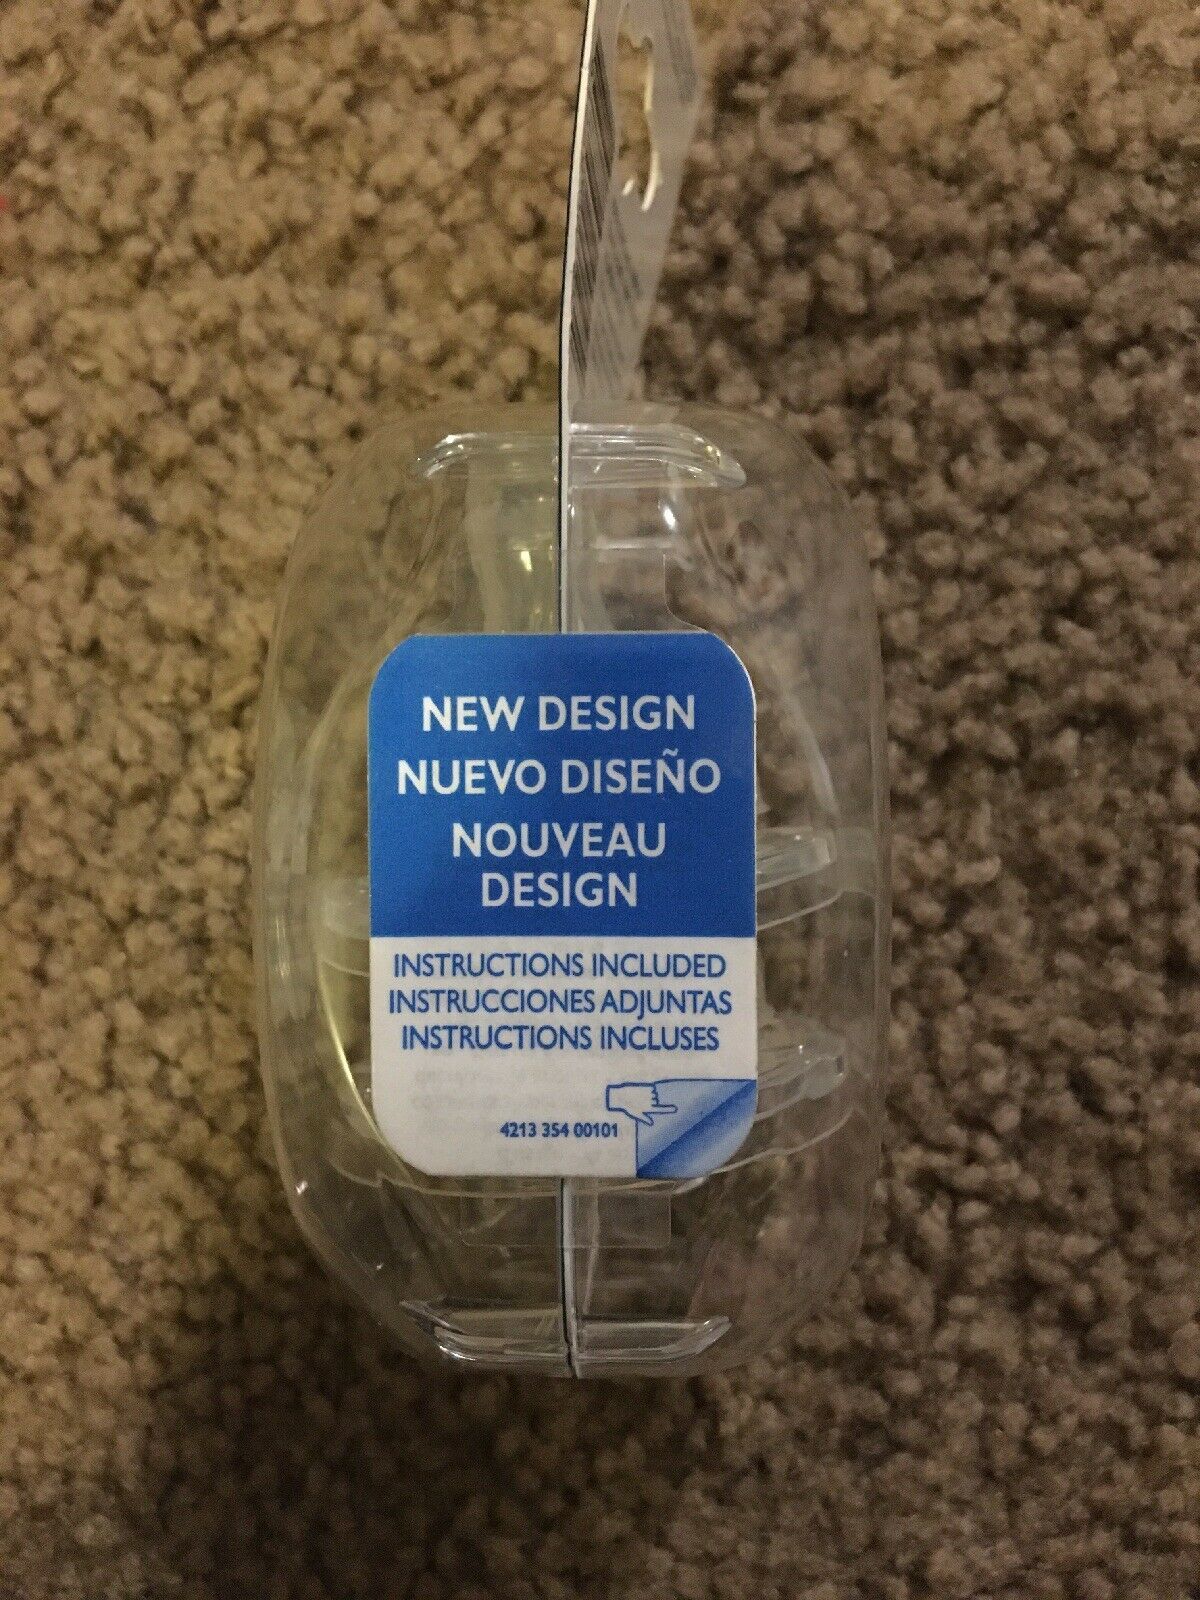 NEW DESIGN
NUEVO DISEÑO
NOUVEAU
DESIGN
INSTRUCTIONS INCLUDED
INSTRUCCIONES ADJUNTAS
INSTRUCTIONS INCLUSES
4213 354 00101